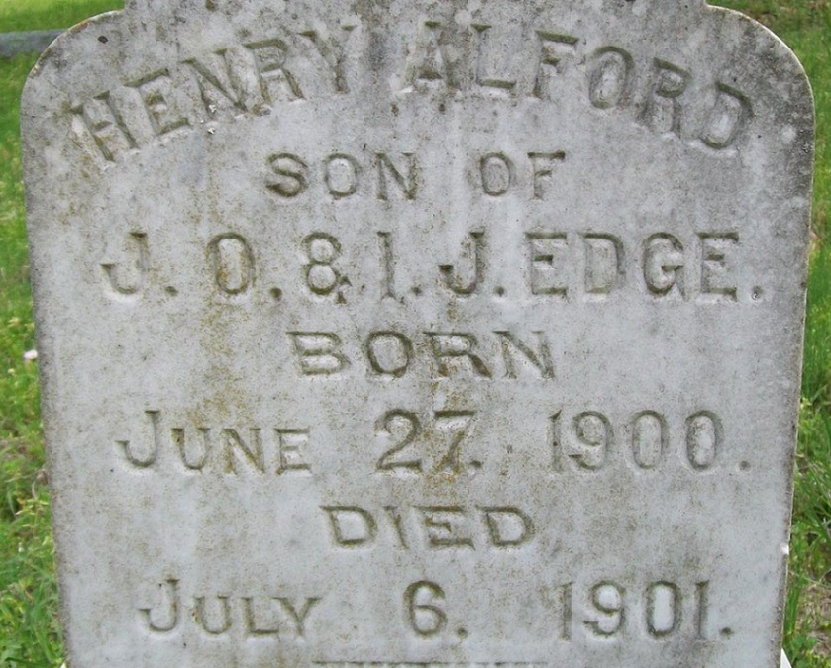 HENRY ALFORD
SON OF
J. O. & I. J. EDGE.
BORN
JUNE 27. 1900.
DIED
JULY 6. 1901.